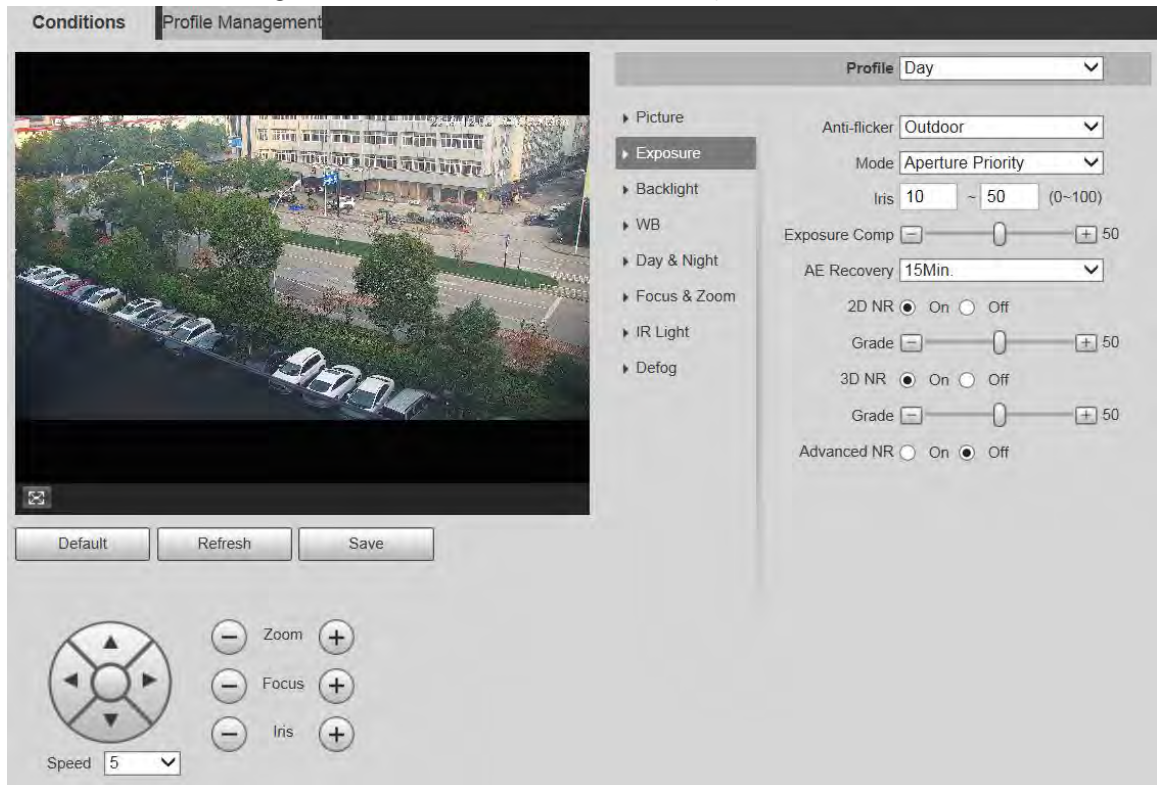 Conditions Profile Management
Profile Day
Picture
Exposure
Backlight
WB
Day & Night
Focus & Zoom
IR Light
Defog
Anti-flicker Outdoor
Mode Aperture Priority
Iris 10 ~ 50 (0~100)
Exposure Comp 50
AE Recovery 15Min.
2D NR On Off
Grade 50
3D NR On Off
Grade 50
Advanced NR On Off
Default Refresh Save
Zoom
Focus
Iris
Speed 5